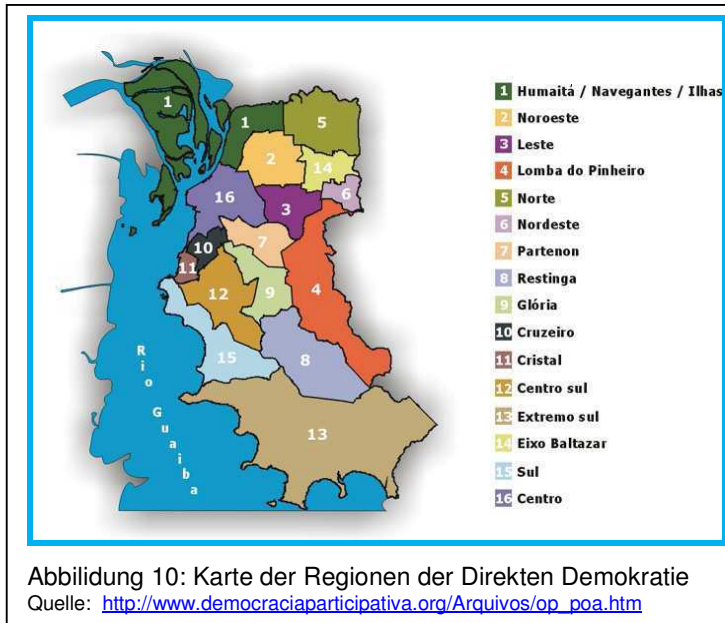 1
1
5
2
14
6
16
3
10
7
11
4
12
9
15
8
13
Rio Guaiba
1 Humaitá / Navegantes / Ilhas
2 Noroeste
3 Leste
4 Lomba do Pinheiro
5 Norte
6 Nordeste
7 Partenon
8 Restinga
9 Glória
10 Cruzeiro
11 Cristal
12 Centro sul
13 Extremo sul
14 Eixo Baltazar
15 Sul
16 Centro
Abbilidung 10: Karte der Regionen der Direkten Demokratie
Quelle: http://www.democraciaparticipativa.org/Arquivos/op_poa.htm